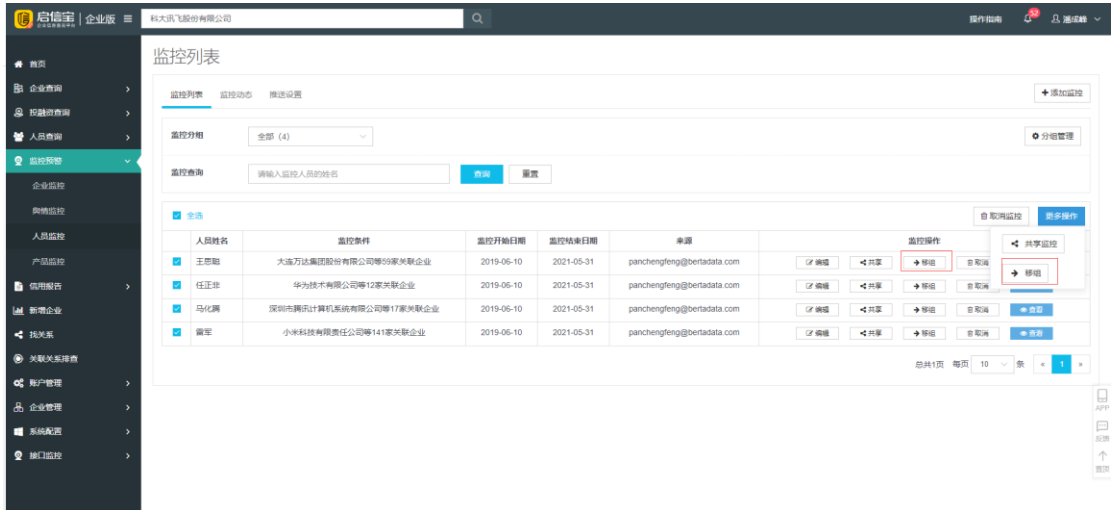 启信宝 企业版 科大讯飞股份有限公司 操作指南 52 潘成峰
首页
企业查询
投融资查询
人员查询
监控预警
企业监控
舆情监控
人员监控
产品监控
信用报告
新增企业
找关系
关联关系排查
账户管理
企业管理
系统配置
接口监控
监控列表
监控列表 监控动态 推送设置 添加监控
监控分组 全部（4） 分组管理
监控查询 请输入监控人员的姓名 查询 重置
全选 取消监控 更多操作
共享监控
移组
人员姓名 监控条件 监控开始日期 监控结束日期 来源 监控操作
王思聪 大连万达集团股份有限公司等59家关联企业 2019-06-10 2021-05-31 panchengfeng@bertadata.com 编辑 共享 移组 取消
任正非 华为技术有限公司等12家关联企业 2019-06-10 2021-05-31 panchengfeng@bertadata.com 编辑 共享 移组 取消
马化腾 深圳市腾讯计算机系统有限公司等17家关联企业 2019-06-10 2021-05-31 panchengfeng@bertadata.com 编辑 共享 移组 取消 查看
雷军 小米科技有限责任公司等141家关联企业 2019-06-10 2021-05-31 panchengfeng@bertadata.com 编辑 共享 移组 取消 查看
总共1页 每页 10 条 « 1 »
APP
反馈
置顶